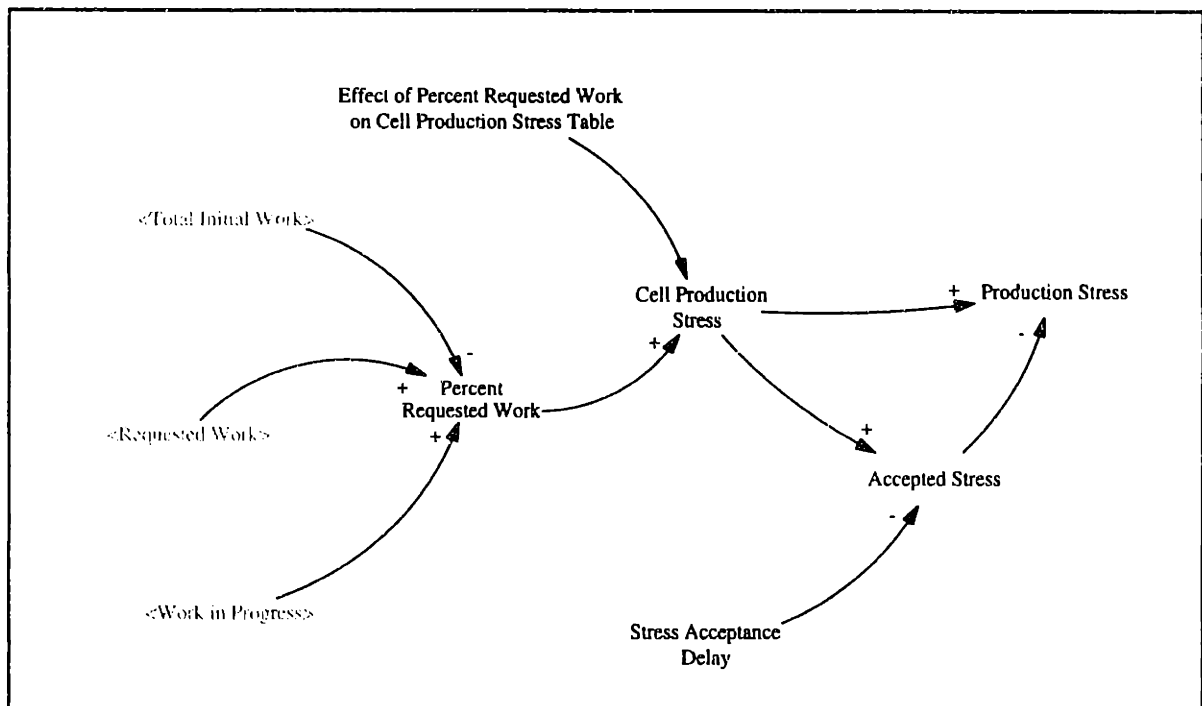 Effect of Percent Requested Work
on Cell Production Stress Table
<Total Initial Work>
Cell Production
Stress
+
Production Stress
-
+
-
+
Percent
Requested Work
+
<Requested Work>
+
Accepted Stress
-
<Work in Progress>
Stress Acceptance
Delay